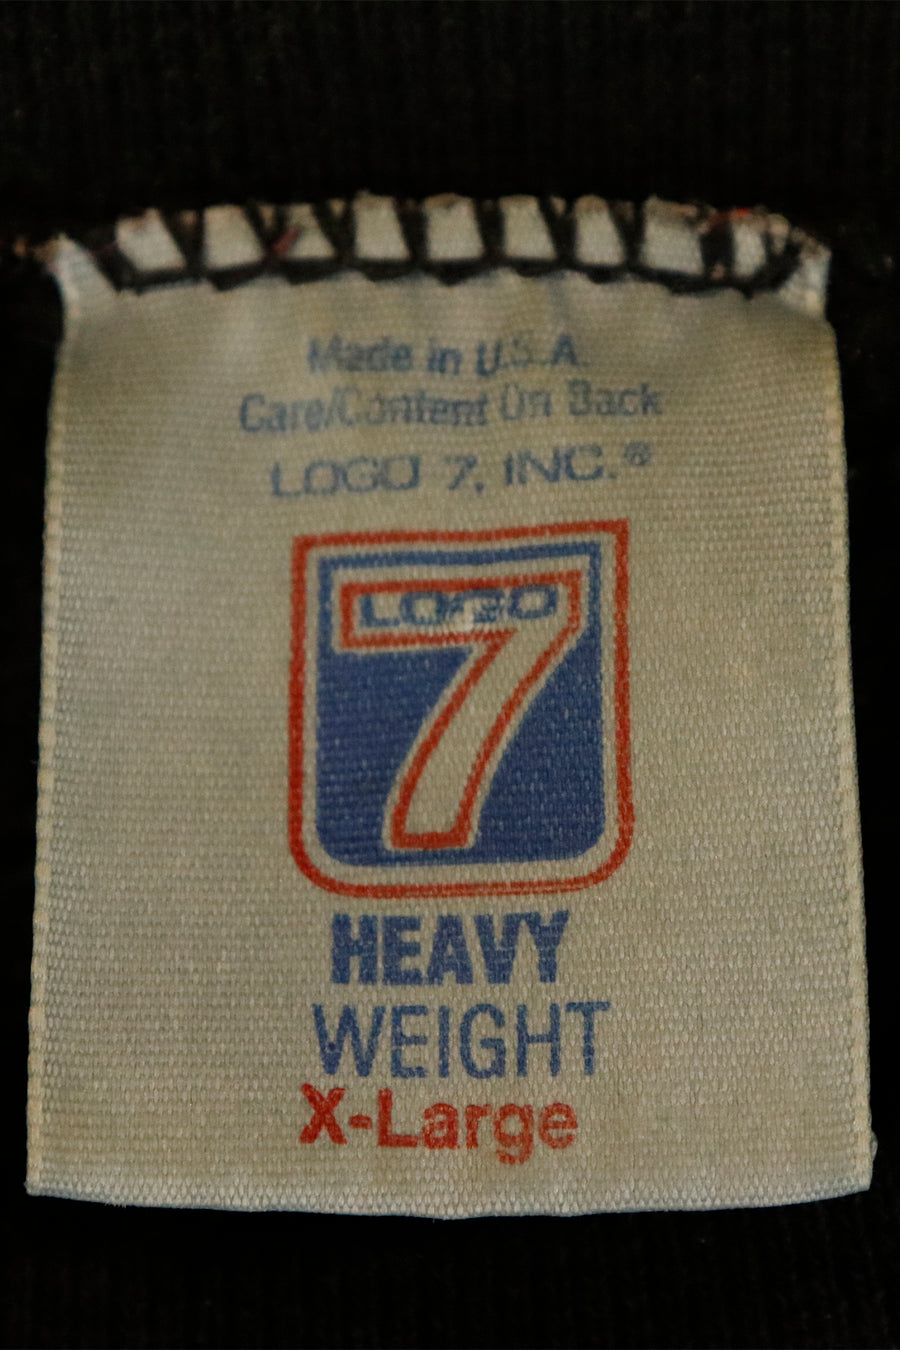 Made in U.S.A.
Care/Content On Back
LOGO 7, INC.®
LOGO
7
HEAVY
WEIGHT
X-Large